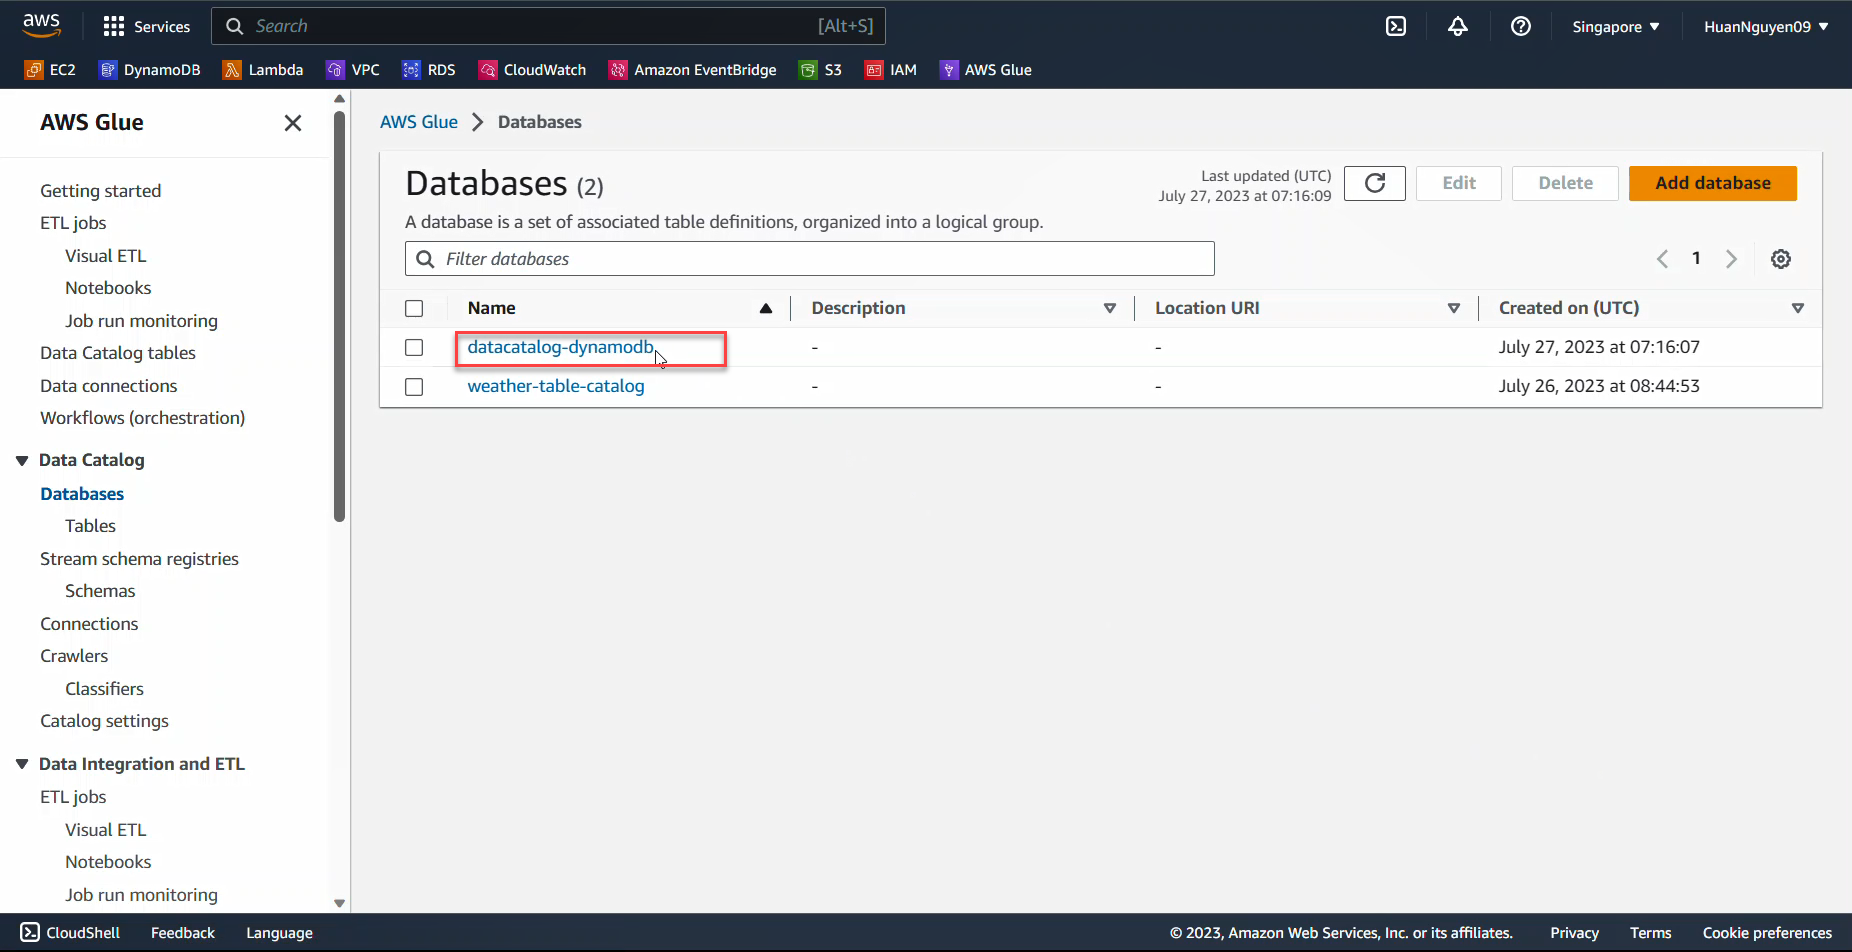 aws
Services
Search
[Alt+S]
Singapore
HuanNguyen09
EC2
DynamoDB
Lambda
VPC
RDS
CloudWatch
Amazon EventBridge
S3
IAM
AWS Glue
AWS Glue
Getting started
ETL jobs
Visual ETL
Notebooks
Job run monitoring
Data Catalog tables
Data connections
Workflows (orchestration)
Data Catalog
Databases
Tables
Stream schema registries
Schemas
Connections
Crawlers
Classifiers
Catalog settings
Data Integration and ETL
ETL jobs
Visual ETL
Notebooks
Job run monitoring
AWS Glue
Databases
Databases (2)
Last updated (UTC)
July 27, 2023 at 07:16:09
Edit
Delete
Add database
A database is a set of associated table definitions, organized into a logical group.
Filter databases
1
Name
Description
Location URI
Created on (UTC)
datacatalog-dynamodb
-
-
July 27, 2023 at 07:16:07
weather-table-catalog
-
-
July 26, 2023 at 08:44:53
CloudShell
Feedback
Language
© 2023, Amazon Web Services, Inc. or its affiliates.
Privacy
Terms
Cookie preferences